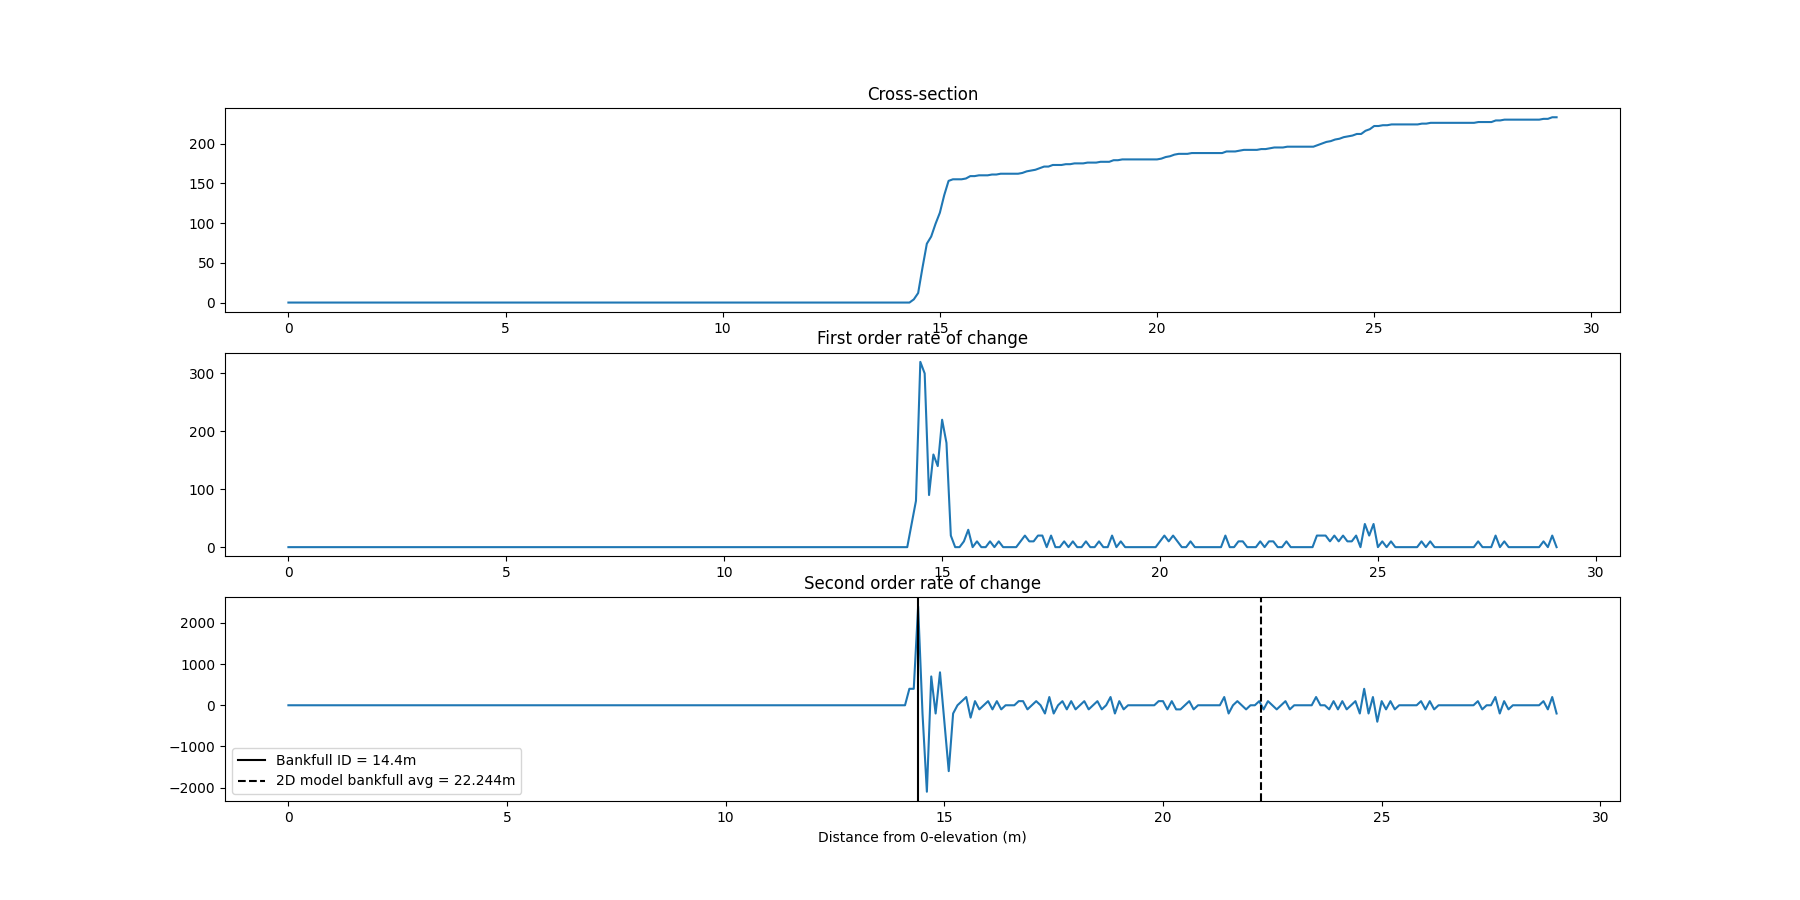 Cross-section
200
150
100
50
0
0 5 10 15 20 25 30
First order rate of change
300
200
100
0
0 5 10 15 20 25 30
Second order rate of change
2000
1000
0
−1000
−2000
Bankfull ID = 14.4m
2D model bankfull avg = 22.244m
0 5 10 15 20 25 30
Distance from 0-elevation (m)